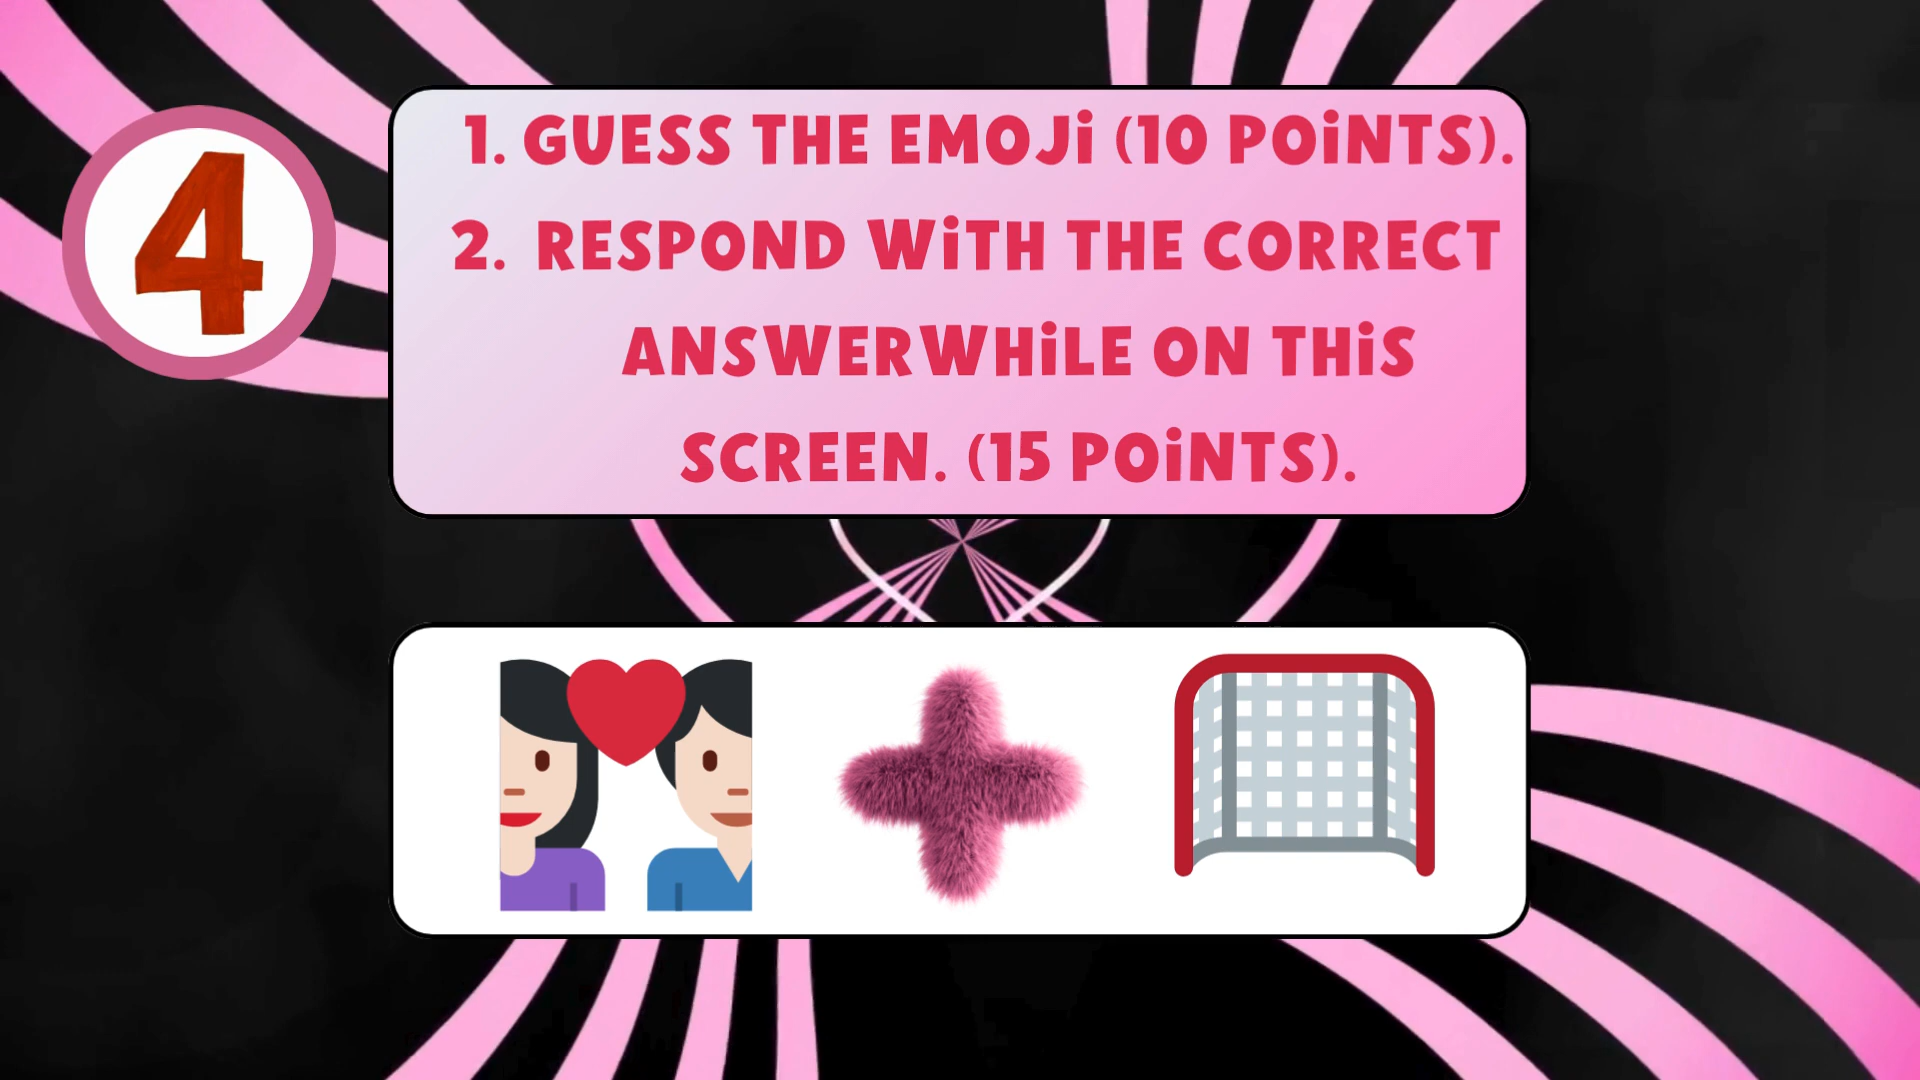 4
1. GUESS THE EMOJi (10 POiNTS).
2. RESPOND WiTH THE CORRECT
ANSWERWHiLE ON THiS
SCREEN. (15 POiNTS).